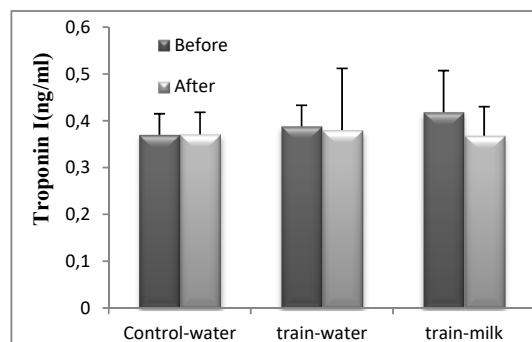 Troponin I(ng/ml)
0,6
0,5
0,4
0,3
0,2
0,1
0
Before
After
Control-water
train-water
train-milk